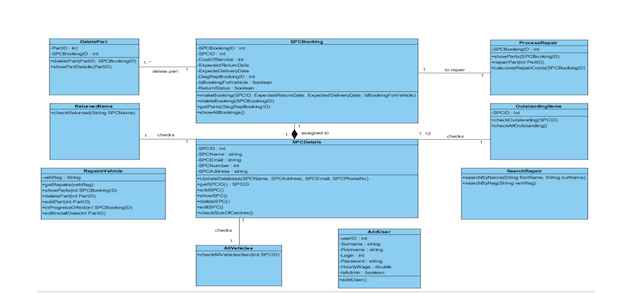 DeletePart
-PartID : int
-SPCBookingID : int
+deletePart(PartID, SPCBookingID)
+showPartDetails(PartID)
1..*
delete part
1
SPCBooking
-SPCBookingID : int
-SPCID : int
-CostOfService : int
-ExpectedReturnDate
-ExpecteDeliveryDate
-DiagRepBookingID : int
-isBookingForVehicle : boolean
-ReturnStatus : boolean
+makeBooking(SPCID, ExpectedReturnDate, ExpectedDeliveryDate, isBookingForVehicle)
+deleteBooking(SPCBookingID)
+getParts(DiagRepBookingID)
+showAllBookings()
1
to repair
1
ProcessRepair
-SPCBookingID : int
+showParts(SPCBookingID)
+repairPart(int PartID)
+calculateRepairCosts(SPCBookingID)
ReturnedItems
+checkReturned(String SPCName)
1
checks
1
1
assigned to
1
OutstandingItems
-SPCID : int
+checkOutstanding(SPCID)
+checkAllOutstanding()
1..10
checks
1
SPCDetails
-SPCID : int
-SPCName : string
-SPCEmail : string
-SPCNumber : int
-SPCAddress : string
+UpdateDatabase(SPCName, SPCAddress, SPCEmail, SPCPhoneNo)
+getSPCID() : SPCID
+addSPC()
+showSPC()
+deleteSPC()
+editSPC()
+checkSizeOfCentres()
RepairsVehicle
-vehReg : String
+getRepairs(vehReg)
+showParts(int SPCBookingID)
+deletePart(int PartID)
+addPart(int PartID)
+inProgressOrNot(int SPCBookingID)
+editInstallDate(int PartID)
SearchRepair
+searchByName(String firstName, String surName)
+searchByReg(String vehReg)
1
checks
1
AllVehicles
+checkAllVehiclesSent(int SPCID)
AddUser
-userID : int
-Surname : string
-Firstname : string
-Login : int
-Password : string
-HourlyWage : double
-isAdmin : boolean
+addUser()